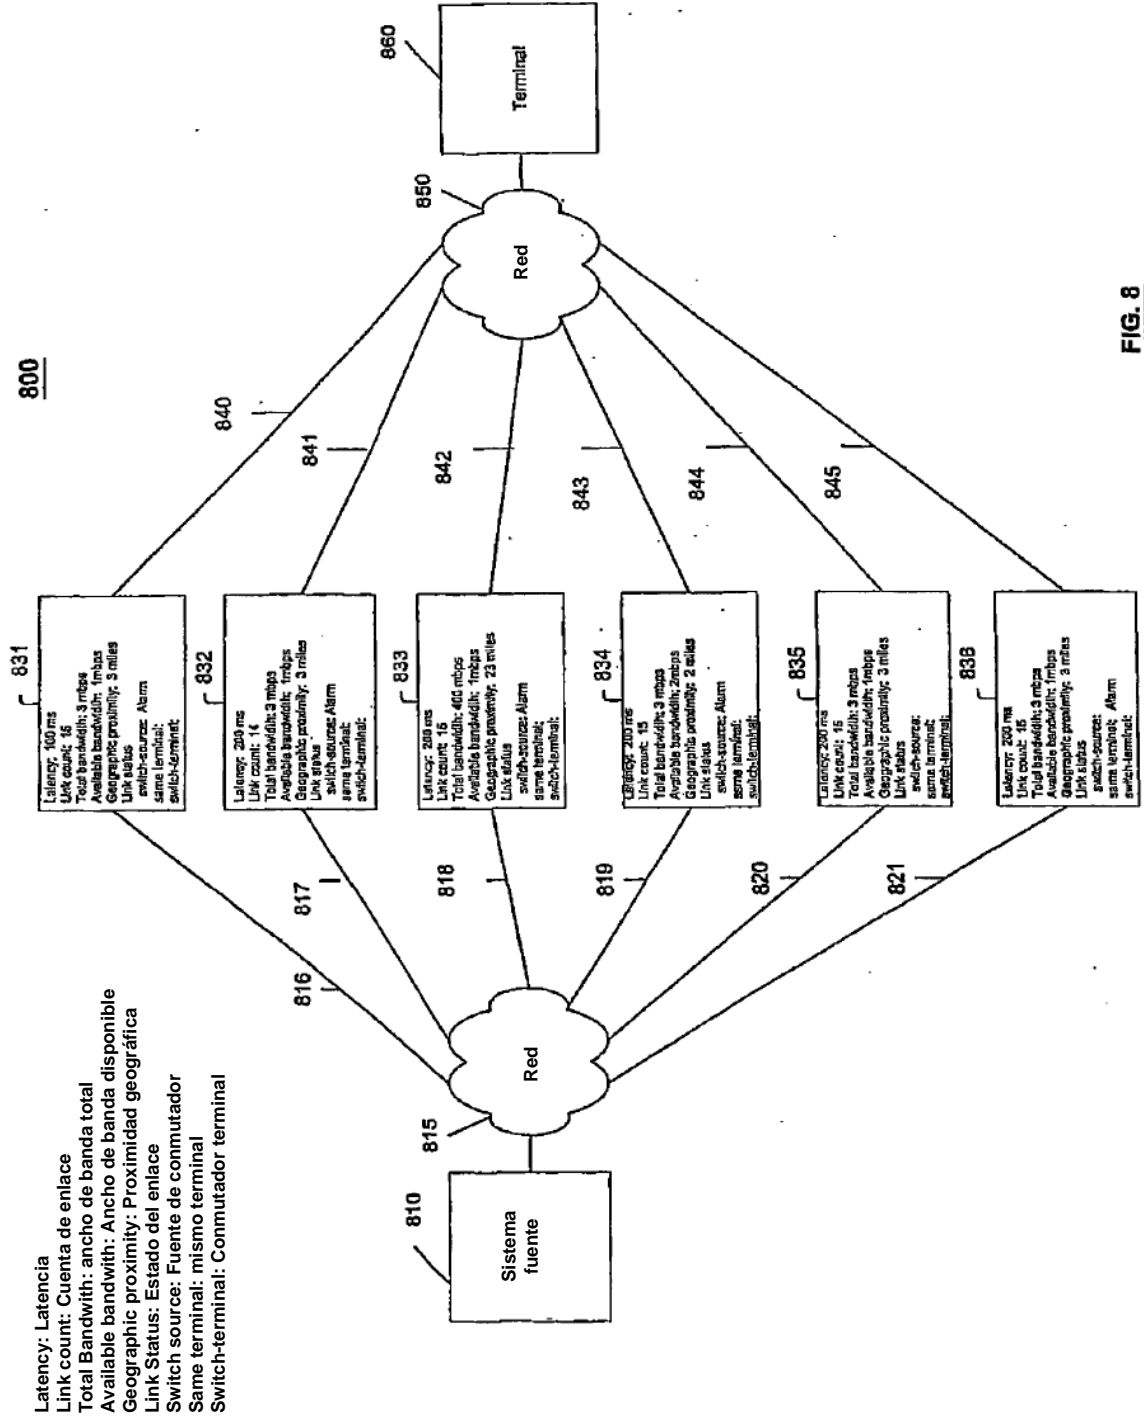 800
Latency: Latencia
Link count: Cuenta de enlace
Total Bandwith: ancho de banda total
Available bandwith: Ancho de banda disponible
Geographic proximity: Proximidad geográfica
Link Status: Estado del enlace
Switch source: Fuente de conmutador
Same terminal: mismo terminal
Switch-terminal: Conmutador terminal
810
Sistema
fuente
815
Red
816
817
818
819
820
821
831
Latency: 100 ms
Link count: 15
Total bandwidth: 3 mbps
Available bandwidth: 1mbps
Geographic proximity: 3 miles
Link status
switch-source: Alarm
same terminal:
switch-terminal:
832
Latency: 200 ms
Link count: 14
Total bandwidth: 3 mbps
Available bandwidth: 1mbps
Geographic proximity: 3 miles
Link status
switch-source: Alarm
same terminal:
switch-terminal:
833
Latency: 200 ms
Link count: 15
Total bandwidth: 400 mbps
Available bandwidth: 1mbps
Geographic proximity: 23 miles
Link status
switch-source: Alarm
same terminal:
switch-terminal:
834
Latency: 200 ms
Link count: 15
Total bandwidth: 3 mbps
Available bandwidth: 2mbps
Geographic proximity: 2 miles
Link status
switch-source: Alarm
same terminal:
switch-terminal:
835
Latency: 200 ms
Link count: 15
Total bandwidth: 3 mbps
Available bandwidth: 1mbps
Geographic proximity: 3 miles
Link status
switch-source:
same terminal:
switch-terminal:
836
Latency: 200 ms
Link count: 15
Total bandwidth: 3 mbps
Available bandwidth: 1mbps
Geographic proximity: 3 miles
Link status
switch-source:
same terminal: Alarm
switch-terminal:
840
841
842
843
844
845
850
Red
860
Terminal
FIG. 8